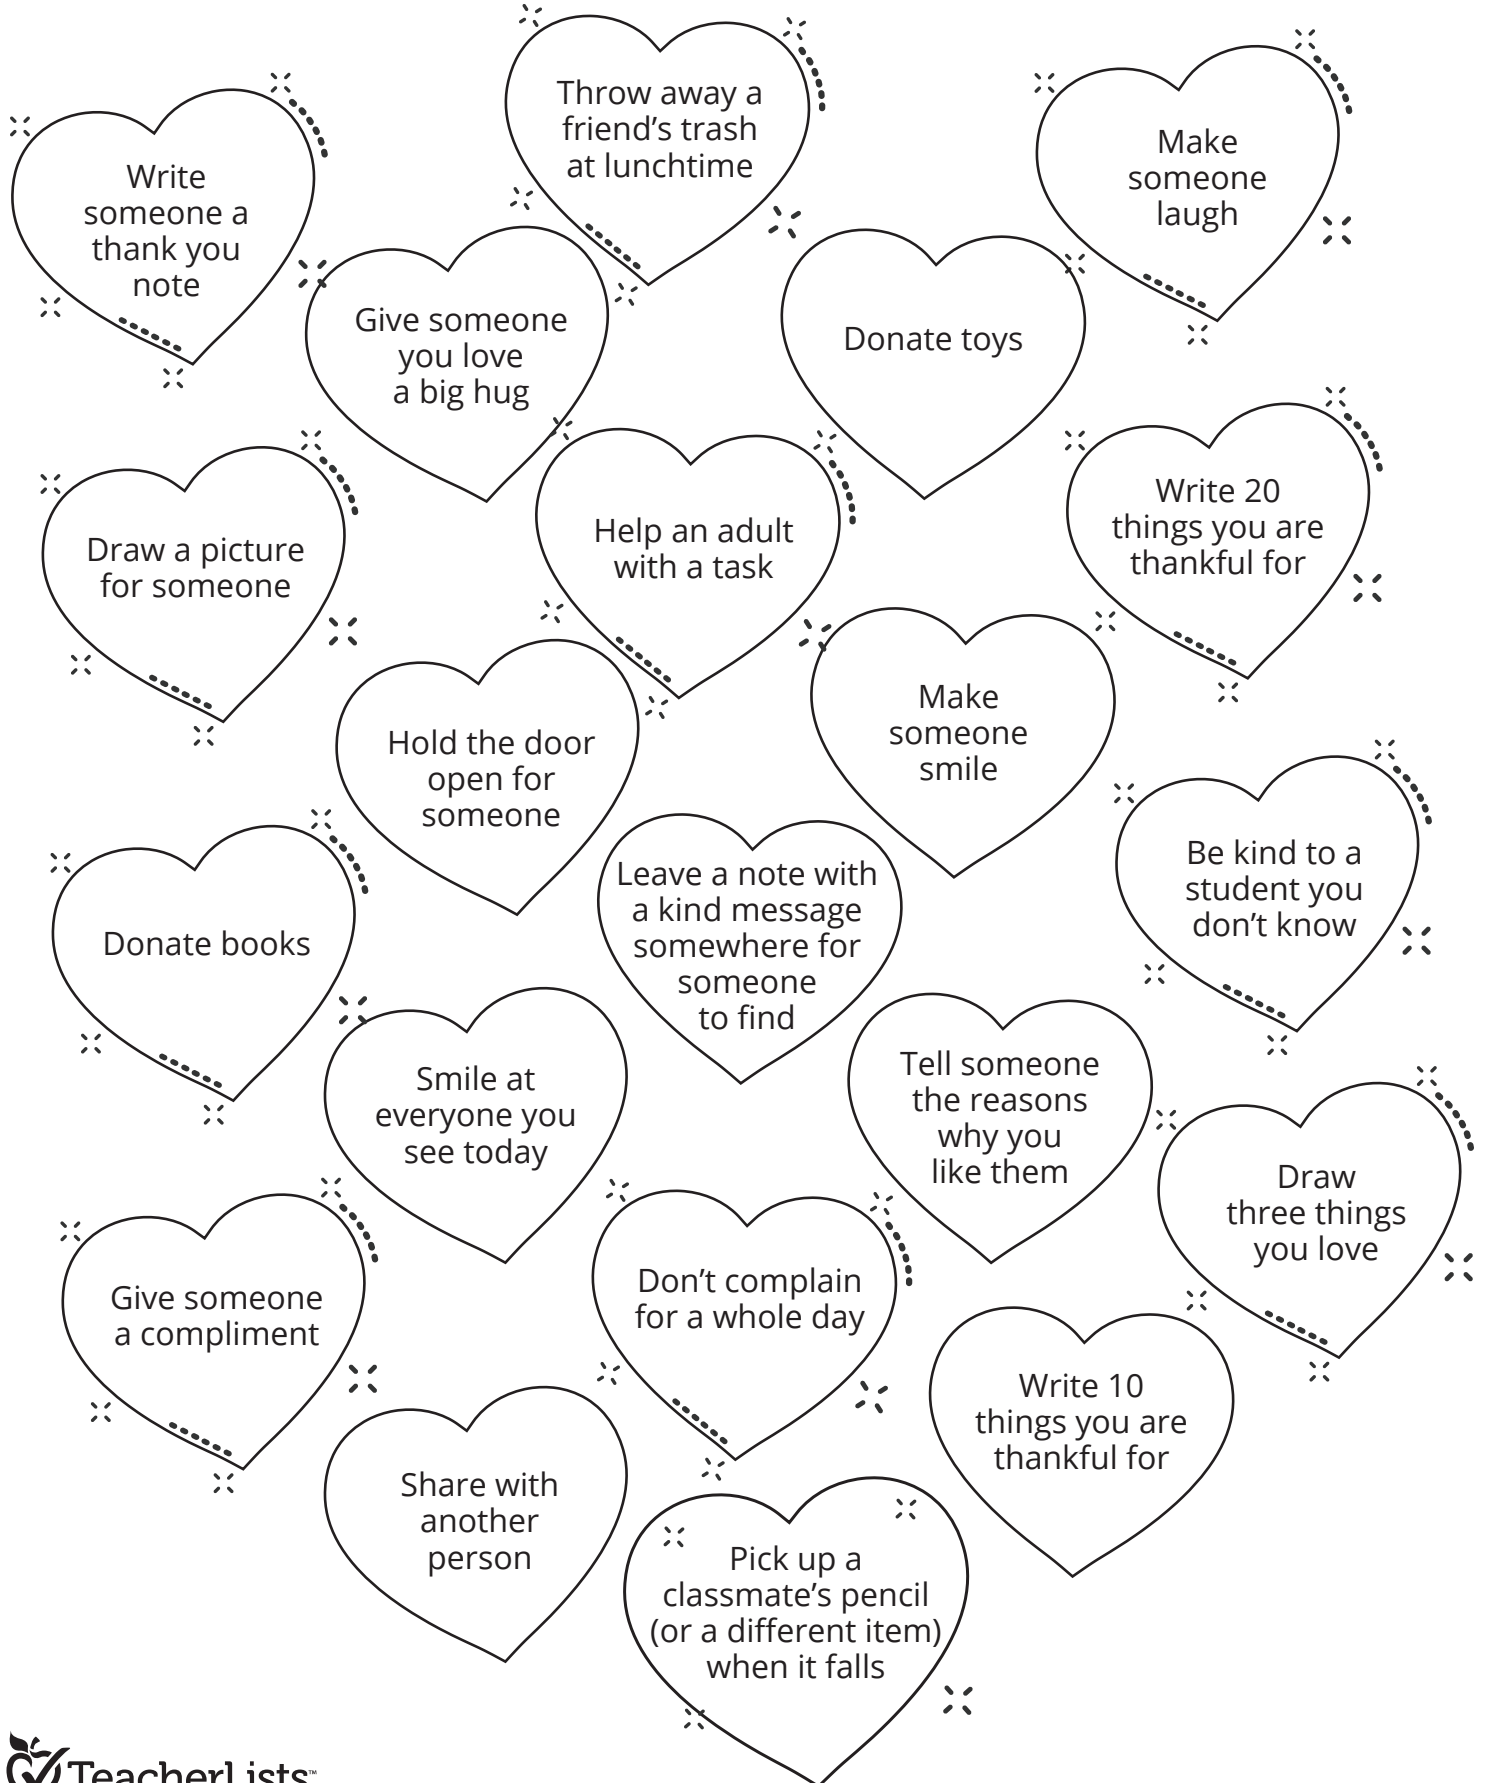 Throw away a
friend's trash
at lunchtime
Make
someone
laugh
Write
someone a
thank you
note
Give someone
you love
a big hug
Donate toys
Write 20
things you are
thankful for
Draw a picture
for someone
Help an adult
with a task
Hold the door
open for
someone
Make
someone
smile
Be kind to a
student you
don't know
Donate books
Leave a note with
a kind message
somewhere for
someone
to find
Smile at
everyone you
see today
Tell someone
the reasons
why you
like them
Draw
three things
you love
Give someone
a compliment
Don't complain
for a whole day
Write 10
things you are
thankful for
Share with
another
person
Pick up a
classmate's pencil
(or a different item)
when it falls
TeacherLists™